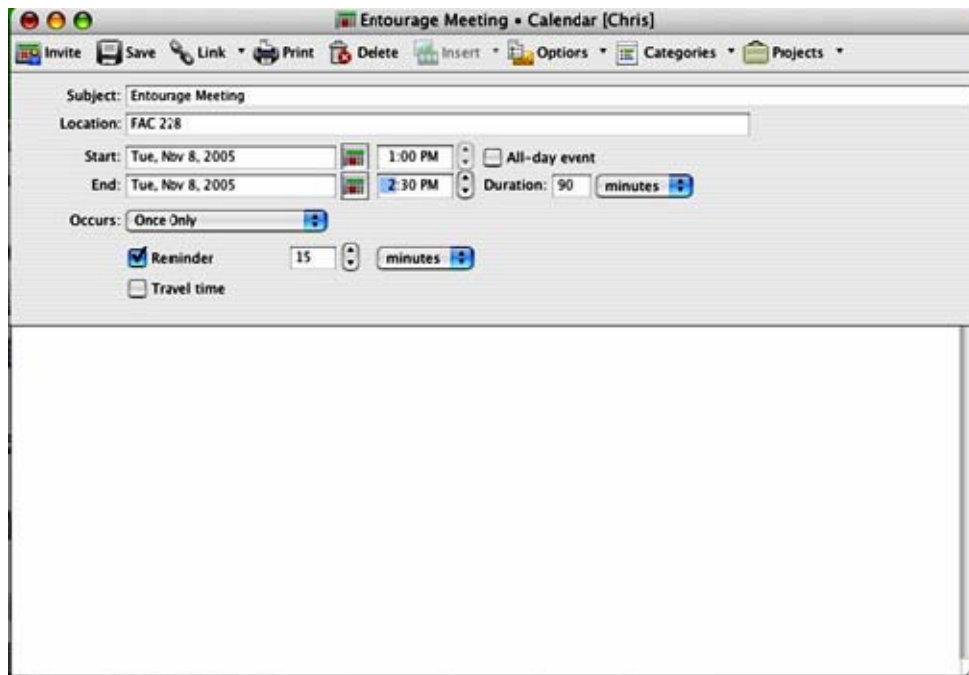 Entourage Meeting • Calendar [Chris]
Invite Save Link Print Delete Insert Options Categories Projects
Subject: Entourage Meeting
Location: FAC 228
Start: Tue, Nov 8, 2005 1:00 PM All-day event
End: Tue, Nov 8, 2005 2:30 PM Duration: 90 minutes
Occurs: Once Only
Reminder 15 minutes
Travel time